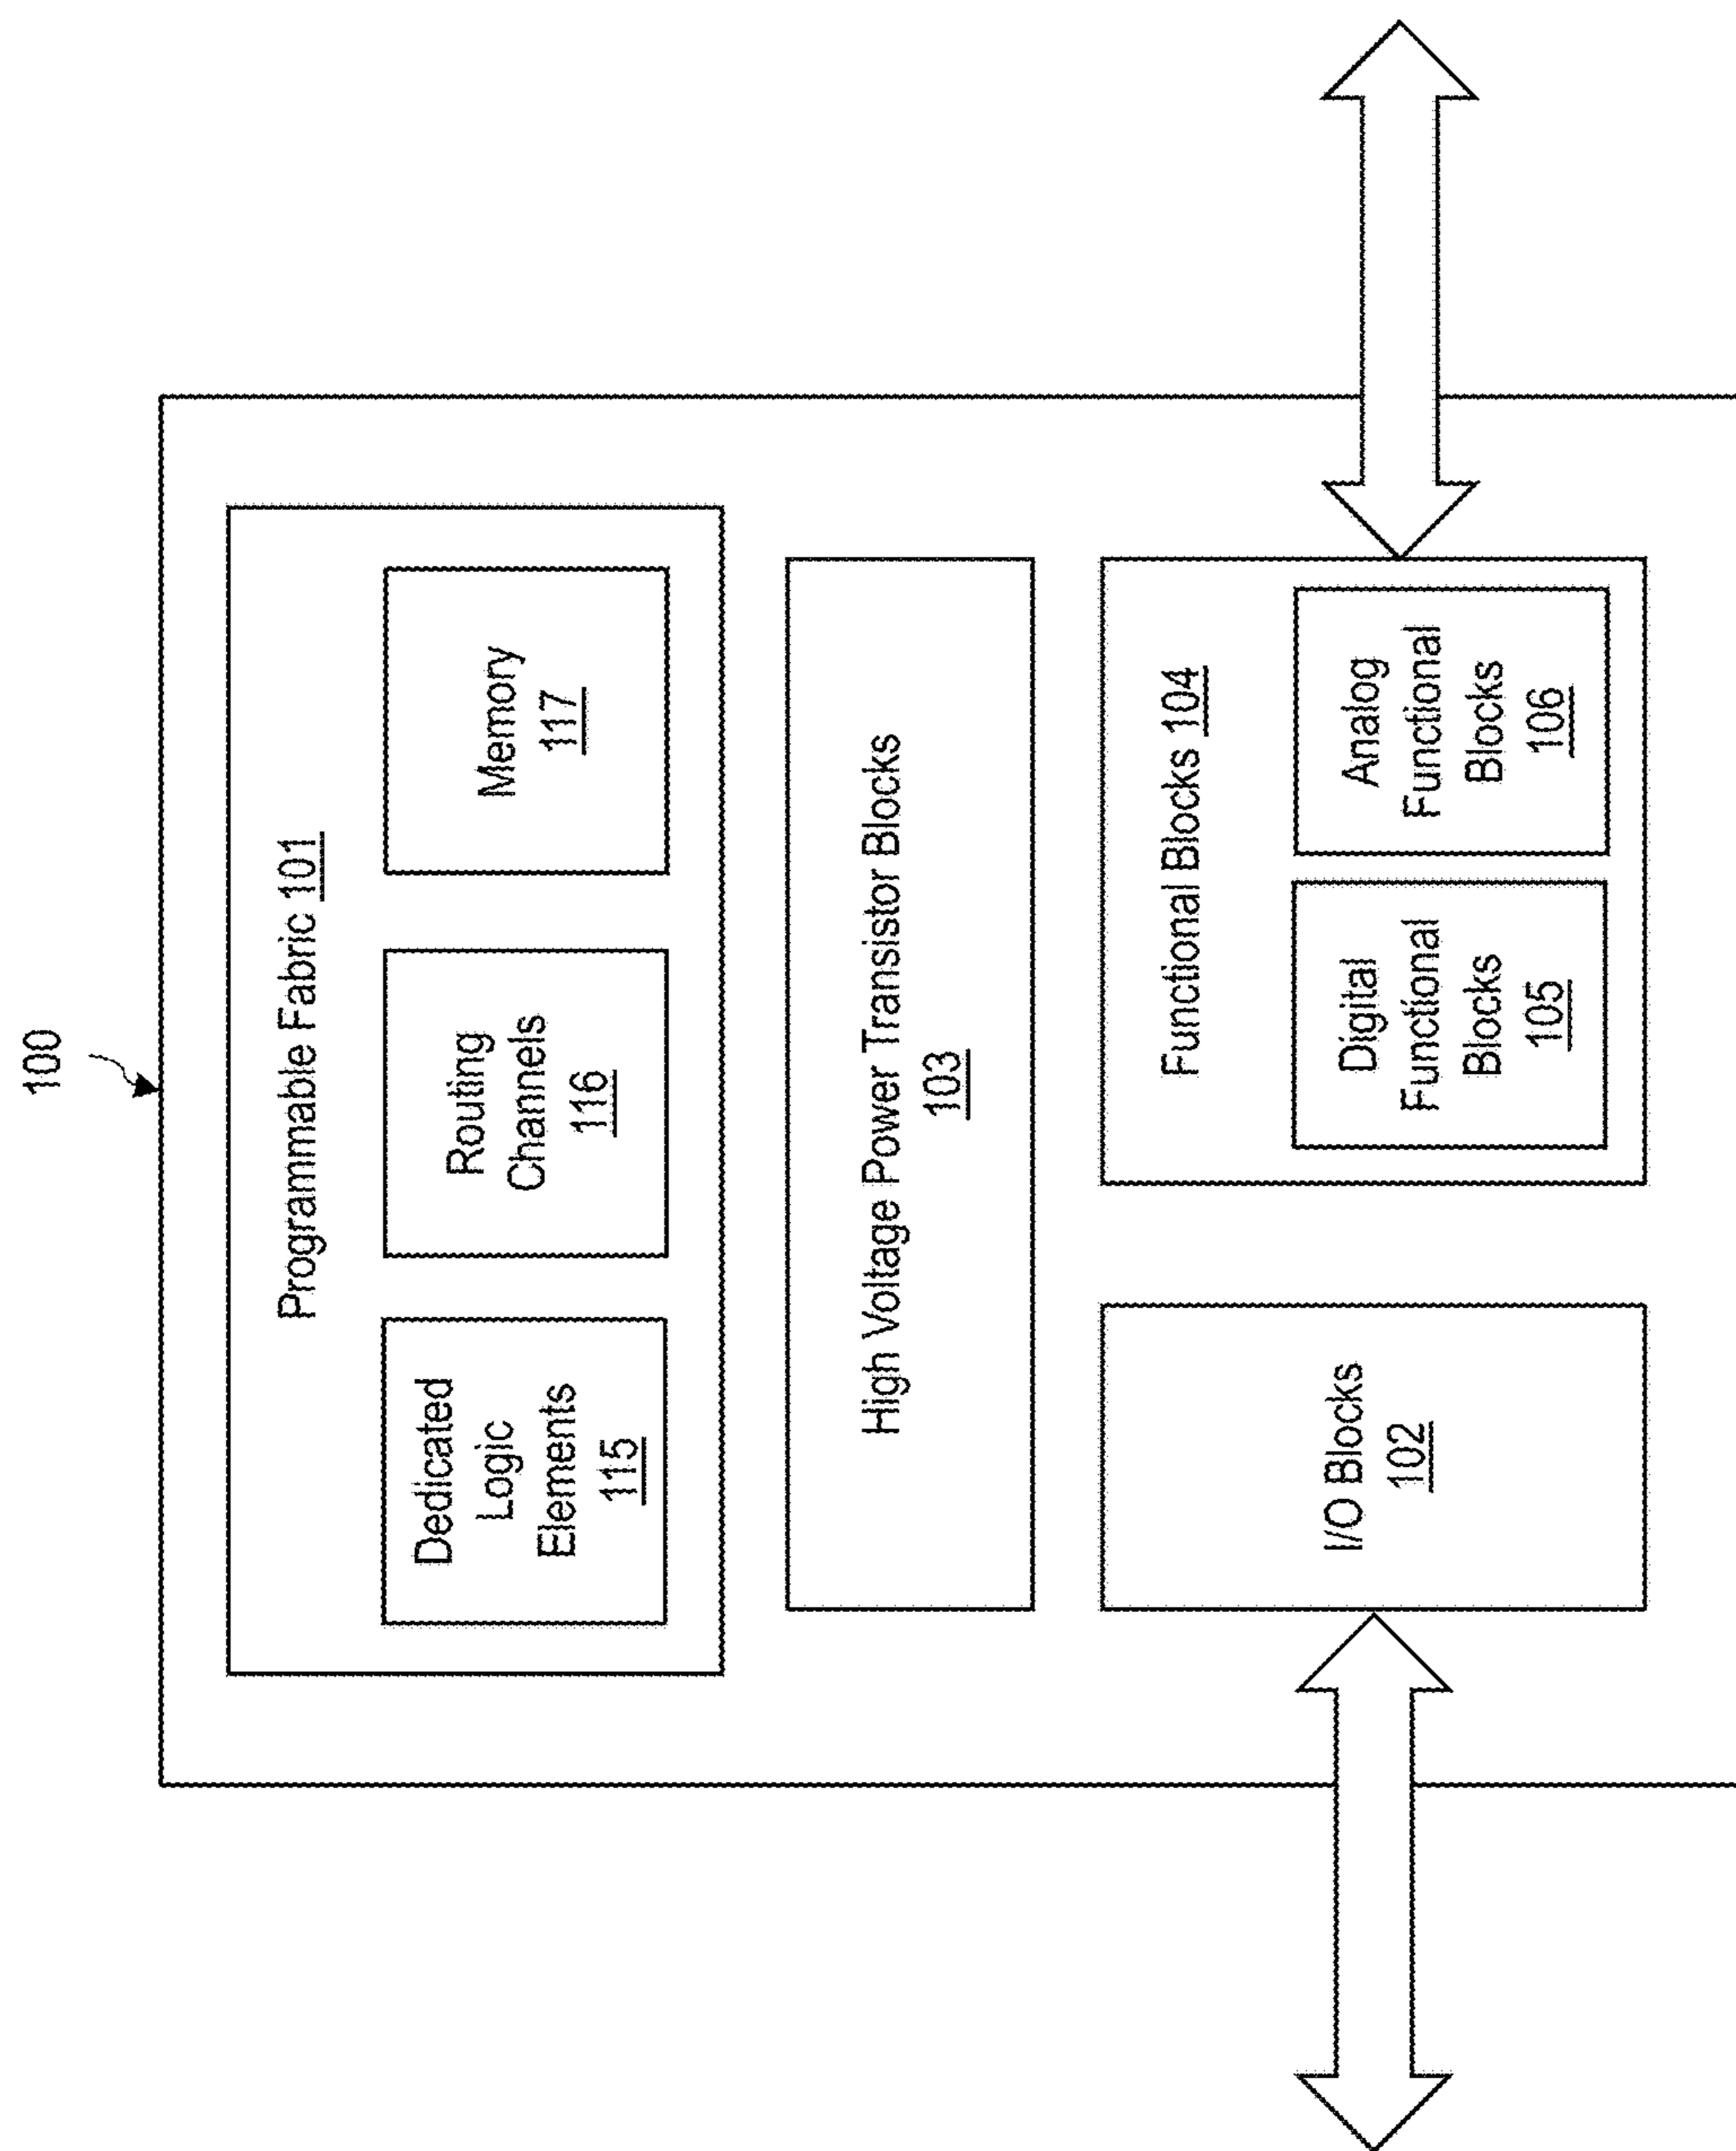 100
Programmable Fabric 101
Dedicated
Logic
Elements
115
Routing
Channels
116
Memory
117
High Voltage Power Transistor Blocks
103
I/O Blocks
102
Functional Blocks 104
Digital
Functional
Blocks
105
Analog
Functional
Blocks
106